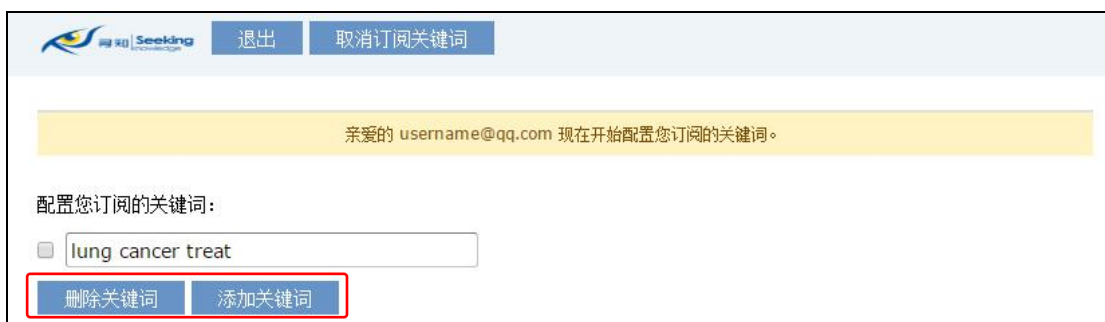 寻知 Seeking knowledge 退出 取消订阅关键词
亲爱的 username@qq.com 现在开始配置您订阅的关键词。
配置您订阅的关键词：
lung cancer treat
删除关键词 添加关键词